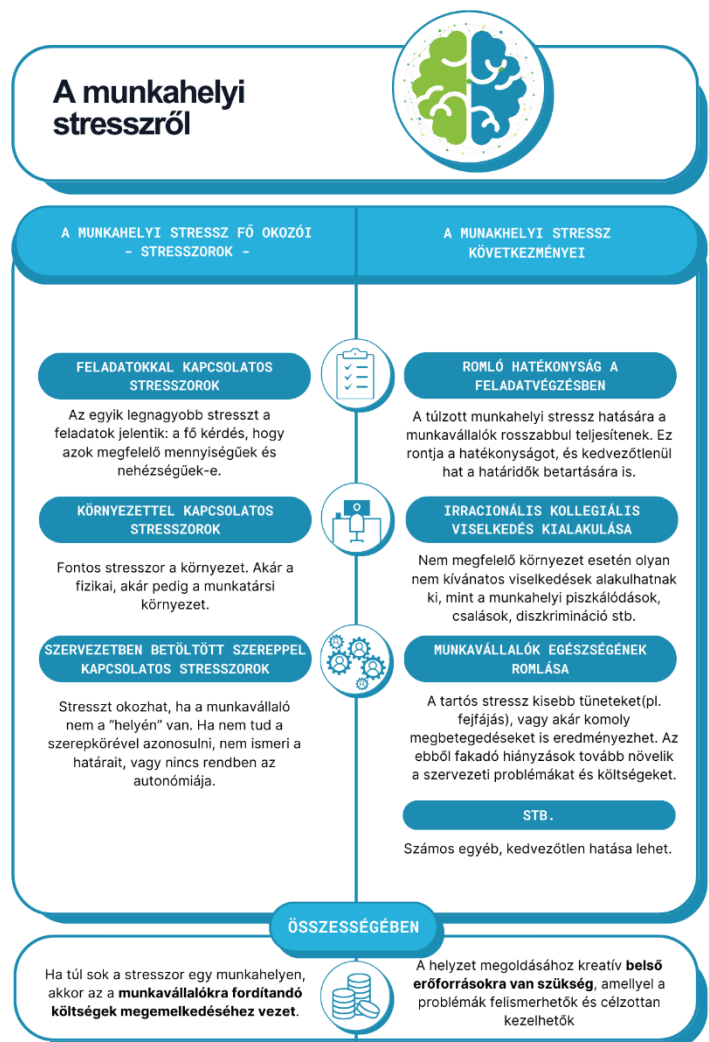 A munkahelyi
stresszről
A MUNKAHELYI STRESSZ FŐ OKOZÓI
- STRESSZOROK -
A MUNAKHELYI STRESSZ
KÖVETKEZMÉNYEI
FELADATOKKAL KAPCSOLATOS
STRESSZOROK
Az egyik legnagyobb stresszt a
feladatok jelentik: a fő kérdés, hogy
azok megfelelő mennyiségűek és
nehézségűek-e.
ROMLÓ HATÉKONYSÁG A
FELADATVÉGZÉSBEN
A túlzott munkahelyi stressz hatására a
munkavállalók rosszabbul teljesítenek. Ez
rontja a hatékonyságot, és kedvezőtlenül
hat a határidők betartására is.
KÖRNYEZETTEL KAPCSOLATOS
STRESSZOROK
Fontos stresszor a környezet. Akár a
fizikai, akár pedig a munkatársi
környezet.
IRRACIONÁLIS KOLLEGIÁLIS
VISELKEDÉS KIALAKULÁSA
Nem megfelelő környezet esetén olyan
nem kívánatos viselkedések alakulhatnak
ki, mint a munkahelyi piszkálódások,
csalások, diszkrimináció stb.
SZERVEZETBEN BETÖLTÖTT SZEREPPEL
KAPCSOLATOS STRESSZOROK
Stresszt okozhat, ha a munkavállaló
nem a "helyén" van. Ha nem tud a
szerepkörével azonosulni, nem ismeri a
határait, vagy nincs rendben az
autonómiája.
MUNKAVÁLLALÓK EGÉSZSÉGÉNEK
ROMLÁSA
A tartós stressz kisebb tüneteket(pl.
fejfájás), vagy akár komoly
megbetegedéseket is eredményezhet. Az
ebből fakadó hiányzások tovább növelik
a szervezeti problémákat és költségeket.
STB.
Számos egyéb, kedvezőtlen hatása lehet.
ÖSSZESSÉGÉBEN
Ha túl sok a stresszor egy munkahelyen,
akkor az a munkavállalókra fordítandó
költségek megemelkedéséhez vezet.
A helyzet megoldásához kreatív belső
erőforrásokra van szükség, amellyel a
problémák felismerhetők és célzottan
kezelhetők